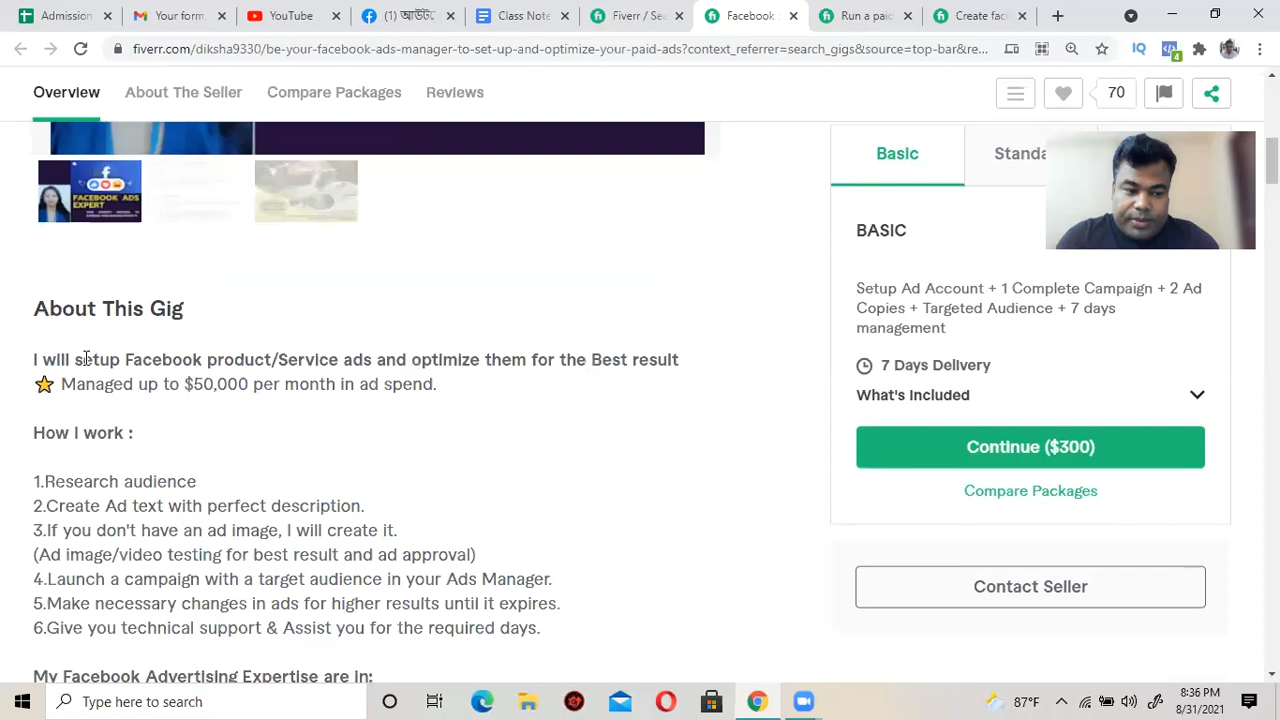 Admission
YouTube
Class Not
Fiverr / Sea
Facebook
Run a paid
Create fac
fiverr.com/diksha9330/be-your-facebook-ads-manager-to-set-up-and-optimize-your-paid-ads?context_referrer=search_gigs&source=top-bar&re...
IQ
4
Overview
About The Seller
Compare Packages
Reviews
70
FACEBOOK ADS
EXPERT
Basic
Standa
BASIC
Setup Ad Account + 1 Complete Campaign + 2 Ad
Copies + Targeted Audience + 7 days
management
7 Days Delivery
What's Included
Continue ($300)
Compare Packages
Contact Seller
About This Gig
I will setup Facebook product/Service ads and optimize them for the Best result
Managed up to $50,000 per month in ad spend.
How I work :
1.Research audience
2.Create Ad text with perfect description.
3.If you don't have an ad image, I will create it.
(Ad image/video testing for best result and ad approval)
4.Launch a campaign with a target audience in your Ads Manager.
5.Make necessary changes in ads for higher results until it expires.
6.Give you technical support & Assist you for the required days.
My Facebook Advertising Expertise are in:
Type here to search
87°F
8:36 PM
8/31/2021